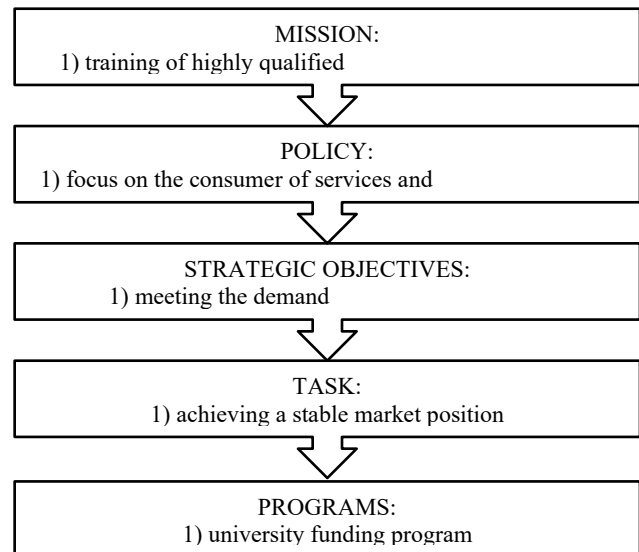 MISSION:
1) training of highly qualified
POLICY:
1) focus on the consumer of services and
STRATEGIC OBJECTIVES:
1) meeting the demand
TASK:
1) achieving a stable market position
PROGRAMS:
1) university funding program